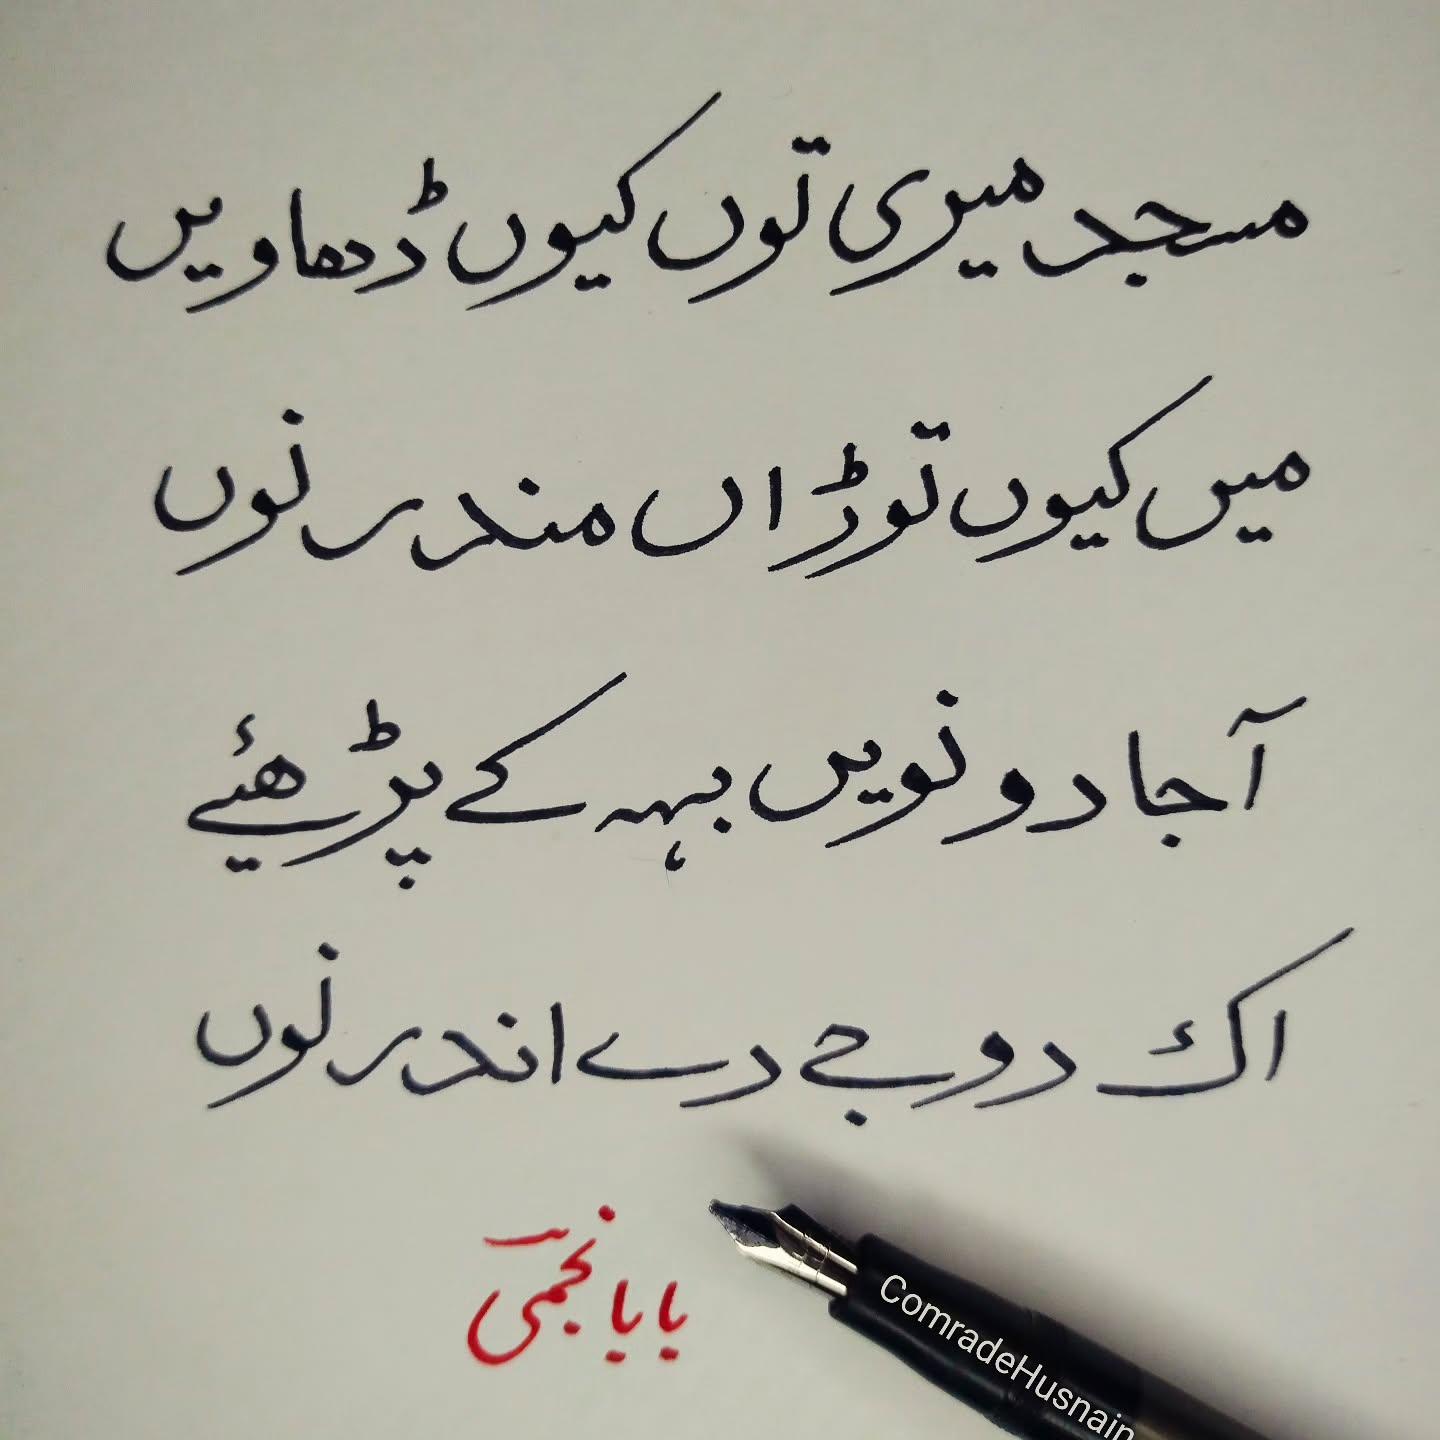 مسجد میری توں کیوں ڈھاویں
میں کیوں توڑاں مندر نوں
آجا دونویں بہہ کے پڑھئیے
اک دوجے دے اندر نوں
بابا نجمی
ComradeHusnain